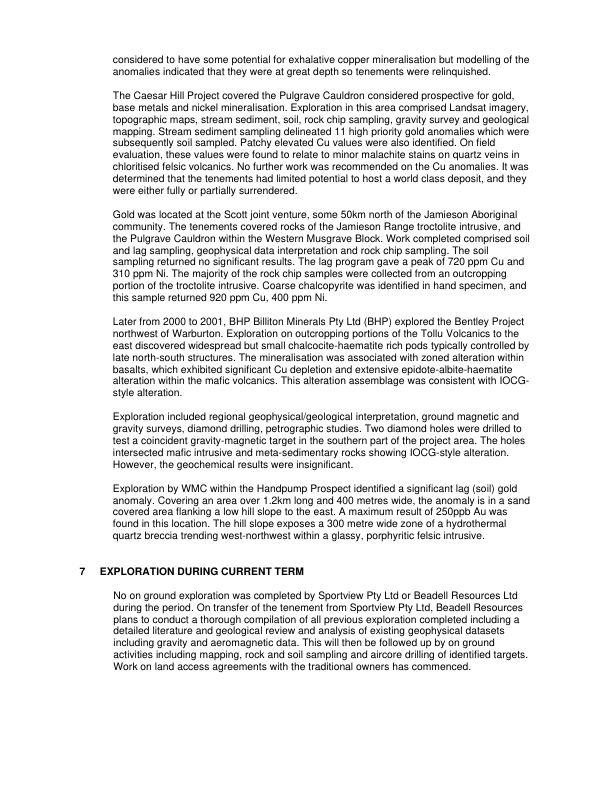 considered to have some potential for exhalative copper mineralisation but modelling of the
anomalies indicated that they were at great depth so tenements were relinquished.
The Caesar Hill Project covered the Pulgrave Cauldron considered prospective for gold,
base metals and nickel mineralisation. Exploration in this area comprised Landsat imagery,
topographic maps, stream sediment, soil, rock chip sampling, gravity survey and geological
mapping. Stream sediment sampling delineated 11 high priority gold anomalies which were
subsequently soil sampled. Patchy elevated Cu values were also identified. On field
evaluation, these values were found to relate to minor malachite stains on quartz veins in
chloritised felsic volcanics. No further work was recommended on the Cu anomalies. It was
determined that the tenements had limited potential to host a world class deposit, and they
were either fully or partially surrendered.
Gold was located at the Scott joint venture, some 50km north of the Jamieson Aboriginal
community. The tenements covered rocks of the Jamieson Range troctolite intrusive, and
the Pulgrave Cauldron within the Western Musgrave Block. Work completed comprised soil
and lag sampling, geophysical data interpretation and rock chip sampling. The soil
sampling returned no significant results. The lag program gave a peak of 720 ppm Cu and
310 ppm Ni. The majority of the rock chip samples were collected from an outcropping
portion of the troctolite intrusive. Coarse chalcopyrite was identified in hand specimen, and
this sample returned 920 ppm Cu, 400 ppm Ni.
Later from 2000 to 2001, BHP Billiton Minerals Pty Ltd (BHP) explored the Bentley Project
northwest of Warburton. Exploration on outcropping portions of the Tollu Volcanics to the
east discovered widespread but small chalcocite-haematite rich pods typically controlled by
late north-south structures. The mineralisation was associated with zoned alteration within
basalts, which exhibited significant Cu depletion and extensive epidote-albite-haematite
alteration within the mafic volcanics. This alteration assemblage was consistent with IOCG-
style alteration.
Exploration included regional geophysical/geological interpretation, ground magnetic and
gravity surveys, diamond drilling, petrographic studies. Two diamond holes were drilled to
test a coincident gravity-magnetic target in the southern part of the project area. The holes
intersected mafic intrusive and meta-sedimentary rocks showing IOCG-style alteration.
However, the geochemical results were insignificant.
Exploration by WMC within the Handpump Prospect identified a significant lag (soil) gold
anomaly. Covering an area over 1.2km long and 400 metres wide, the anomaly is in a sand
covered area flanking a low hill slope to the east. A maximum result of 250ppb Au was
found in this location. The hill slope exposes a 300 metre wide zone of a hydrothermal
quartz breccia trending west-northwest within a glassy, porphyritic felsic intrusive.
7 EXPLORATION DURING CURRENT TERM
No on ground exploration was completed by Sportview Pty Ltd or Beadell Resources Ltd
during the period. On transfer of the tenement from Sportview Pty Ltd, Beadell Resources
plans to conduct a thorough compilation of all previous exploration completed including a
detailed literature and geological review and analysis of existing geophysical datasets
including gravity and aeromagnetic data. This will then be followed up by on ground
activities including mapping, rock and soil sampling and aircore drilling of identified targets.
Work on land access agreements with the traditional owners has commenced.